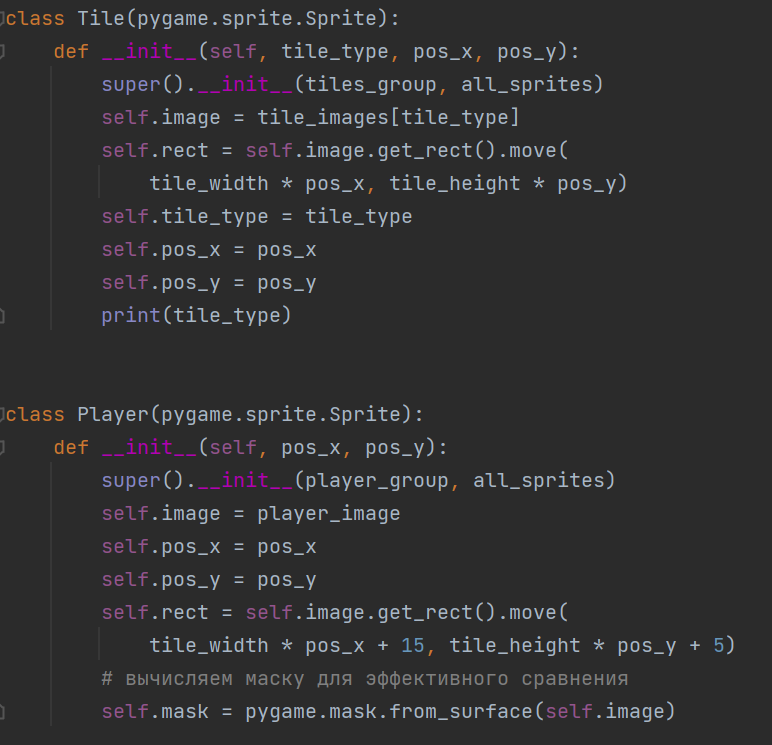 class Tile(pygame.sprite.Sprite):
    def __init__(self, tile_type, pos_x, pos_y):
        super().__init__(tiles_group, all_sprites)
        self.image = tile_images[tile_type]
        self.rect = self.image.get_rect().move(
            tile_width * pos_x, tile_height * pos_y)
        self.tile_type = tile_type
        self.pos_x = pos_x
        self.pos_y = pos_y
        print(tile_type)
class Player(pygame.sprite.Sprite):
    def __init__(self, pos_x, pos_y):
        super().__init__(player_group, all_sprites)
        self.image = player_image
        self.pos_x = pos_x
        self.pos_y = pos_y
        self.rect = self.image.get_rect().move(
            tile_width * pos_x + 15, tile_height * pos_y + 5)
        # вычисляем маску для эффективного сравнения
        self.mask = pygame.mask.from_surface(self.image)